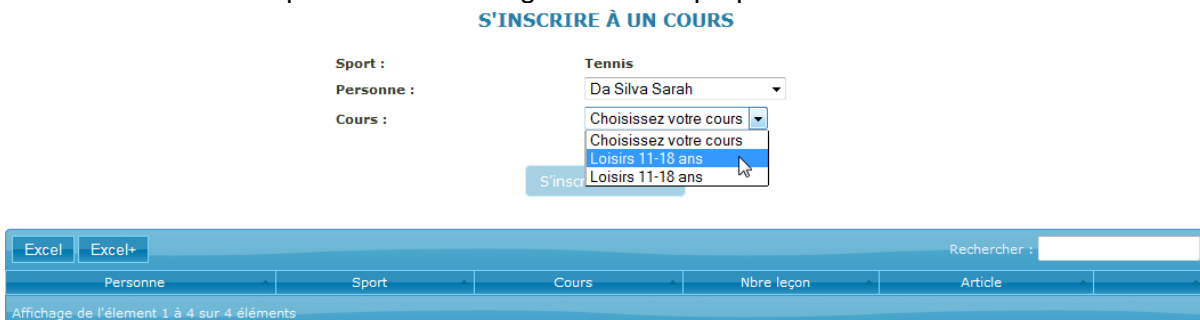 S'INSCRIRE À UN COURS
Sport : Tennis
Personne : Da Silva Sarah
Cours : Choisissez votre cours
Choisissez votre cours
Loisirs 11-18 ans
Loisirs 11-18 ans
S'inscr
Excel Excel+ Rechercher :
Personne Sport Cours Nbre leçon Article
Affichage de l'élement 1 à 4 sur 4 éléments